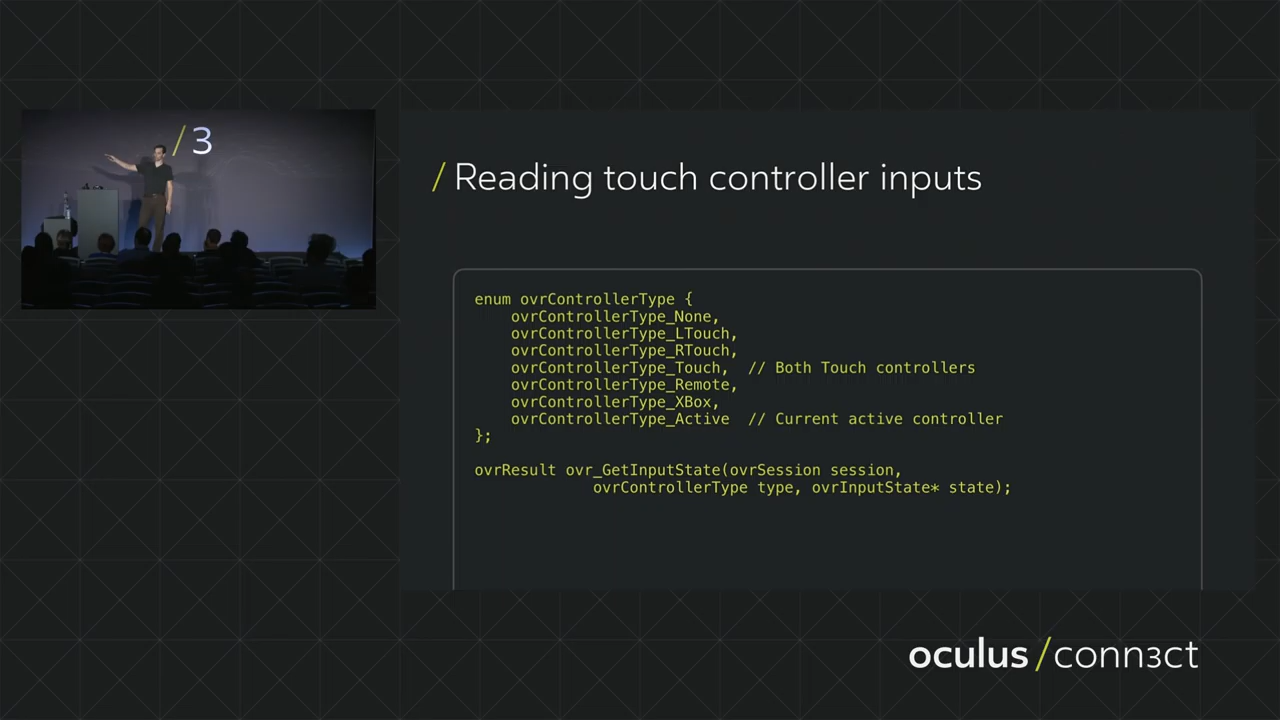 /3
/ Reading touch controller inputs
enum ovrControllerType {
    ovrControllerType_None,
    ovrControllerType_LTouch,
    ovrControllerType_RTouch,
    ovrControllerType_Touch,  // Both Touch controllers
    ovrControllerType_Remote,
    ovrControllerType_XBox,
    ovrControllerType_Active  // Current active controller
};
ovrResult ovr_GetInputState(ovrSession session,
             ovrControllerType type, ovrInputState* state);
oculus /conn3ct